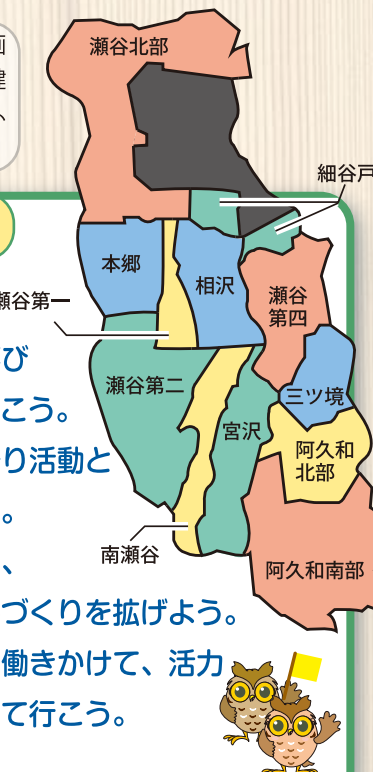 画
建
い
瀬谷北部
細谷戸
本郷
相沢
瀬谷第一
瀬谷
第四
瀬谷第二
三ツ境
宮沢
阿久和
北部
南瀬谷
阿久和南部
び
こう。
り活動と
。
、
づくりを拡げよう。
働きかけて、活力
て行こう。